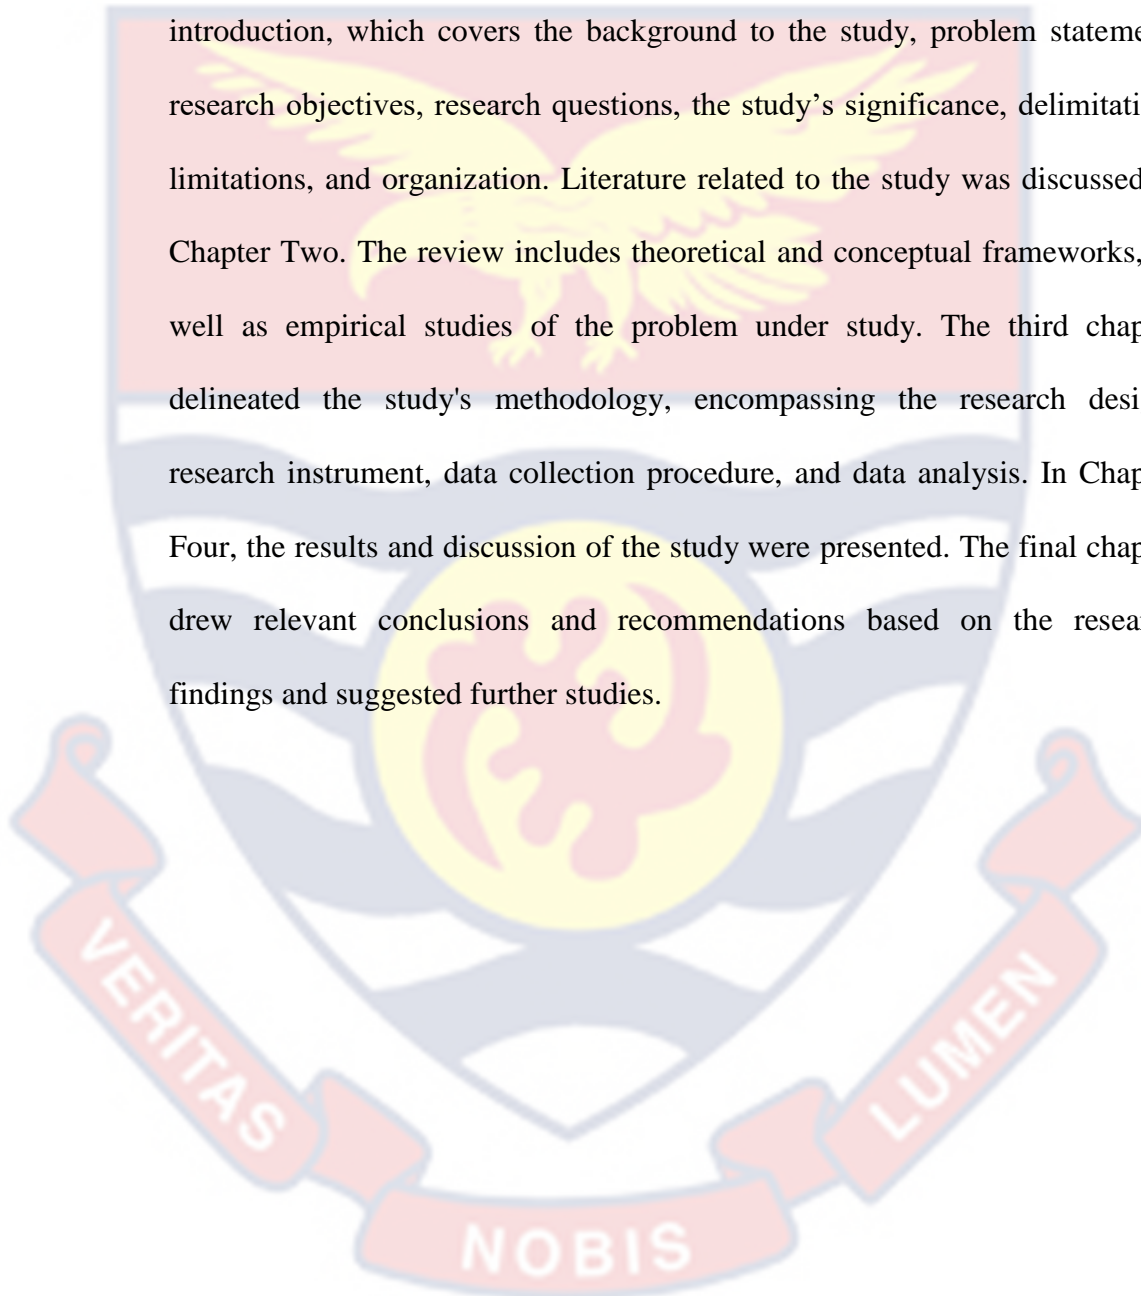 introduction, which covers the background to the study, problem stateme
research objectives, research questions, the study’s significance, delimitati
limitations, and organization. Literature related to the study was discussed
Chapter Two. The review includes theoretical and conceptual frameworks,
well as empirical studies of the problem under study. The third chap
delineated the study's methodology, encompassing the research desi
research instrument, data collection procedure, and data analysis. In Chap
Four, the results and discussion of the study were presented. The final chap
drew relevant conclusions and recommendations based on the resear
findings and suggested further studies.
VERITAS
NOBIS
LUMEN